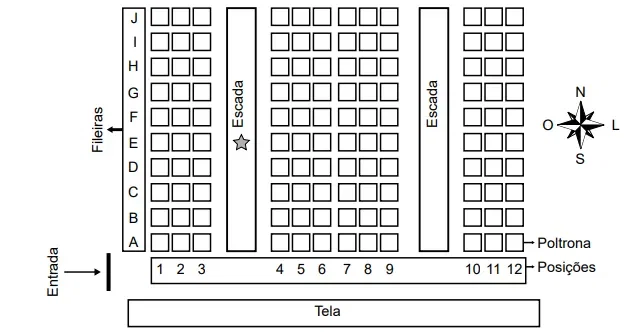 J
I
H
G
F
E
D
C
B
A
Fileiras
Escada
Escada
N
O L
S
Poltrona
Entrada
1 2 3 4 5 6 7 8 9 10 11 12
Posições
Tela